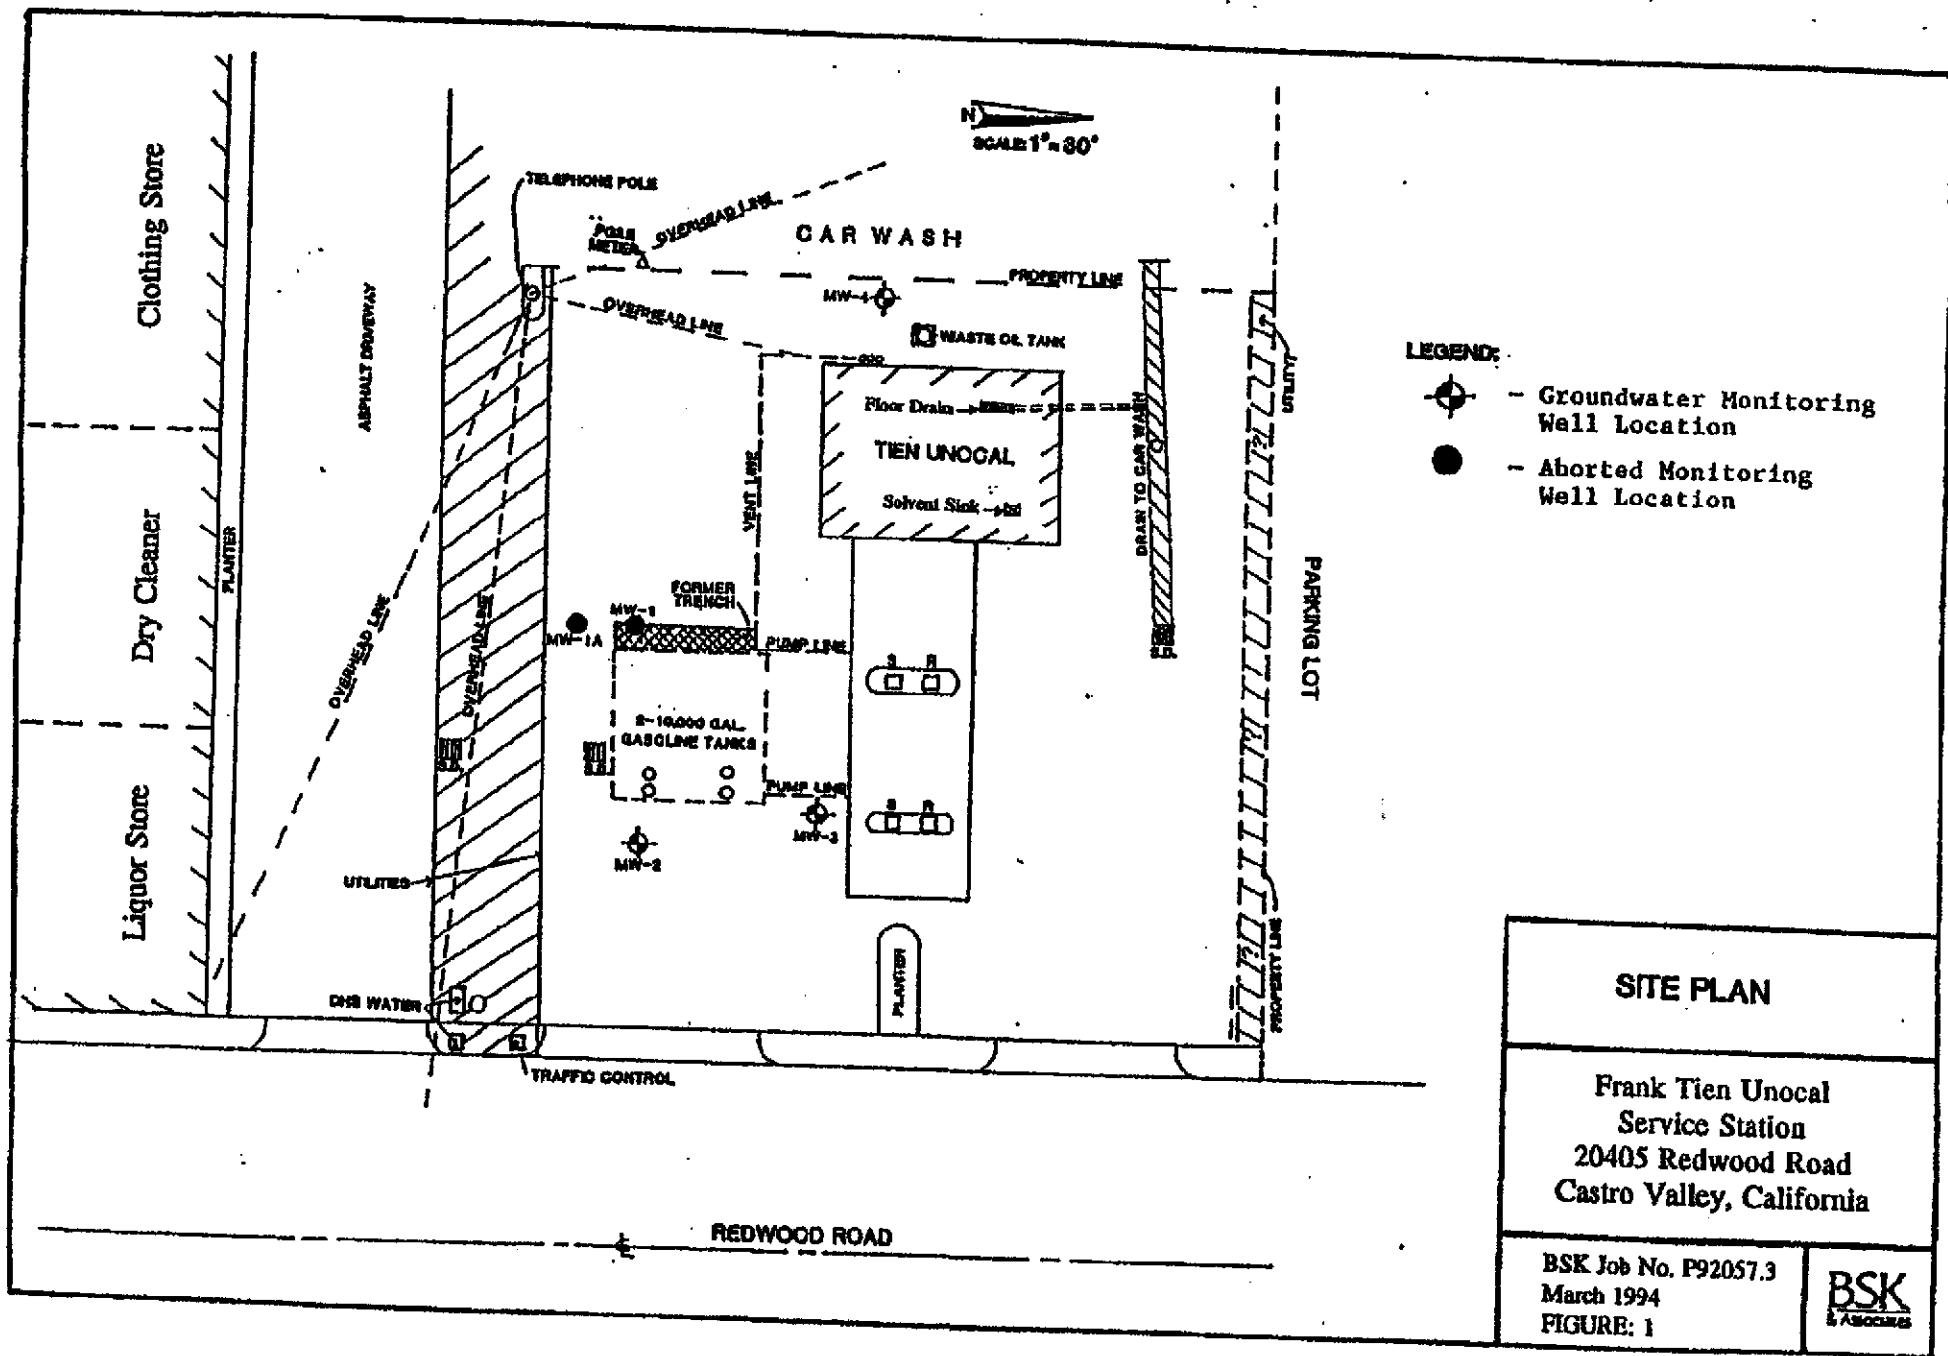 N
SCALE: 1" = 30'
TELEPHONE POLE
POLE
METER
OVERHEAD LINE
CAR WASH
PROPERTY LINE
MW-4
OVERHEAD LINE
WASTE OIL TANK
UTILITY
Clothing Store
ASPHALT DRIVEWAY
Floor Drain
TIEN UNOCAL
Solvent Sink
VENT LINE
DRAIN TO CAR WASH
LEGEND:
- Groundwater Monitoring
Well Location
- Aborted Monitoring
Well Location
Dry Cleaner
PLANTER
OVERHEAD LINE
OVERHEAD LINE
FORMER
TRENCH
MW-1
MW-1A
PUMP LINE
S R
PARKING LOT
2-10,000 GAL.
GASOLINE TANKS
PUMP LINE
S R
MW-3
MW-2
Liquor Store
UTILITIES
PLANTER
PROPERTY LINE
DHS WATER
TRAFFIC CONTROL
REDWOOD ROAD
SITE PLAN
Frank Tien Unocal
Service Station
20405 Redwood Road
Castro Valley, California
BSK Job No. P92057.3
March 1994
FIGURE: 1
BSK
& Associates